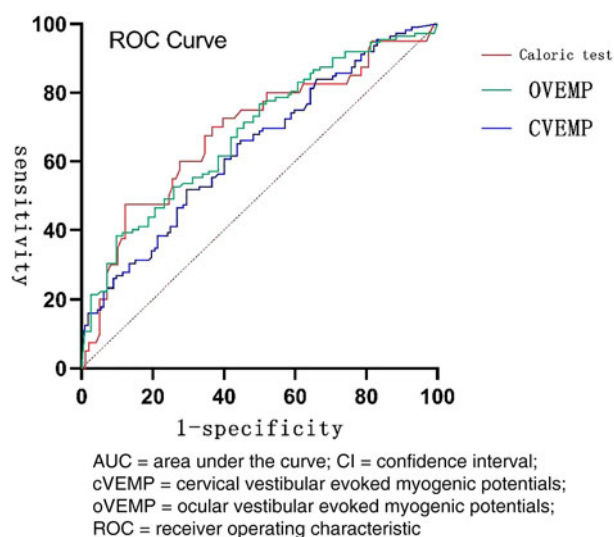 ROC Curve
Caloric test
OVEMP
CVEMP
sensitivity
100
80
60
40
20
0
0 20 40 60 80 100
1-specificity
AUC = area under the curve; CI = confidence interval;
cVEMP = cervical vestibular evoked myogenic potentials;
oVEMP = ocular vestibular evoked myogenic potentials;
ROC = receiver operating characteristic